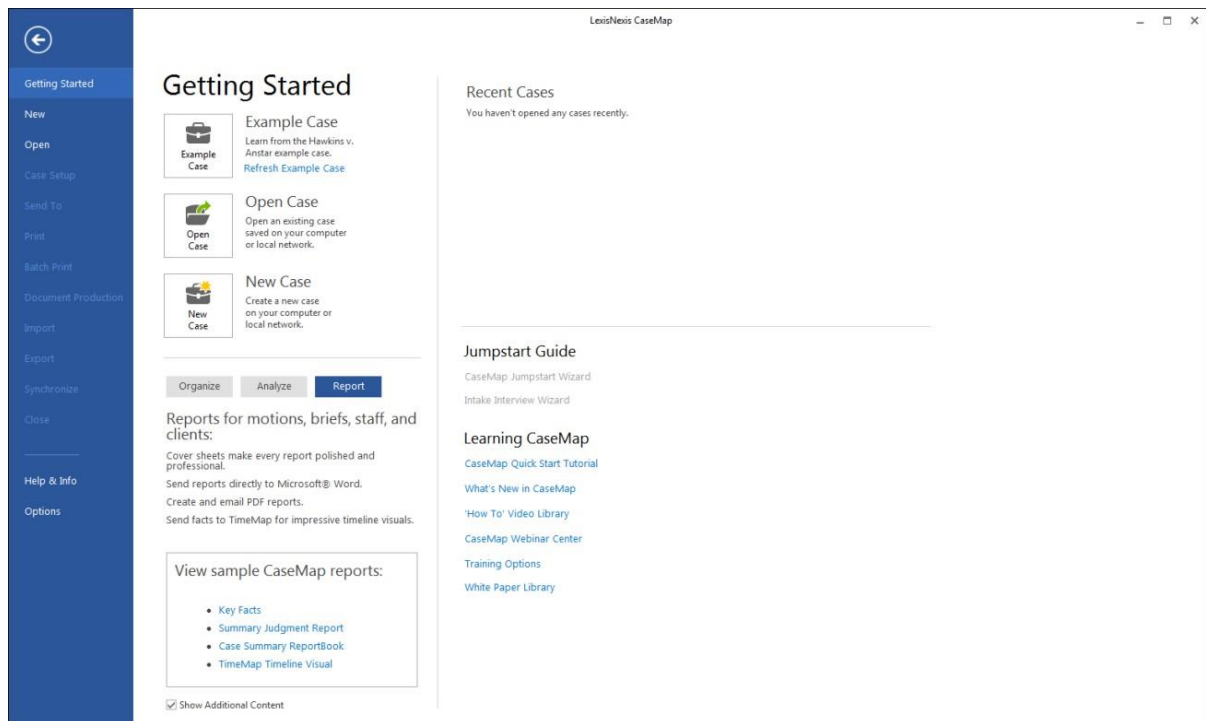 LexisNexis CaseMap
Getting Started
New
Open
Case Setup
Send To
Print
Batch Print
Document Production
Import
Export
Synchronize
Close
Help & Info
Options
Getting Started
Example
Case
Example Case
Learn from the Hawkins v.
Anstar example case.
Refresh Example Case
Open
Case
Open Case
Open an existing case
saved on your computer
or local network.
New
Case
New Case
Create a new case
on your computer or
local network.
Organize
Analyze
Report
Reports for motions, briefs, staff, and
clients:
Cover sheets make every report polished and
professional.
Send reports directly to Microsoft® Word.
Create and email PDF reports.
Send facts to TimeMap for impressive timeline visuals.
View sample CaseMap reports:
• Key Facts
• Summary Judgment Report
• Case Summary ReportBook
• TimeMap Timeline Visual
Show Additional Content
Recent Cases
You haven't opened any cases recently.
Jumpstart Guide
CaseMap Jumpstart Wizard
Intake Interview Wizard
Learning CaseMap
CaseMap Quick Start Tutorial
What's New in CaseMap
'How To' Video Library
CaseMap Webinar Center
Training Options
White Paper Library